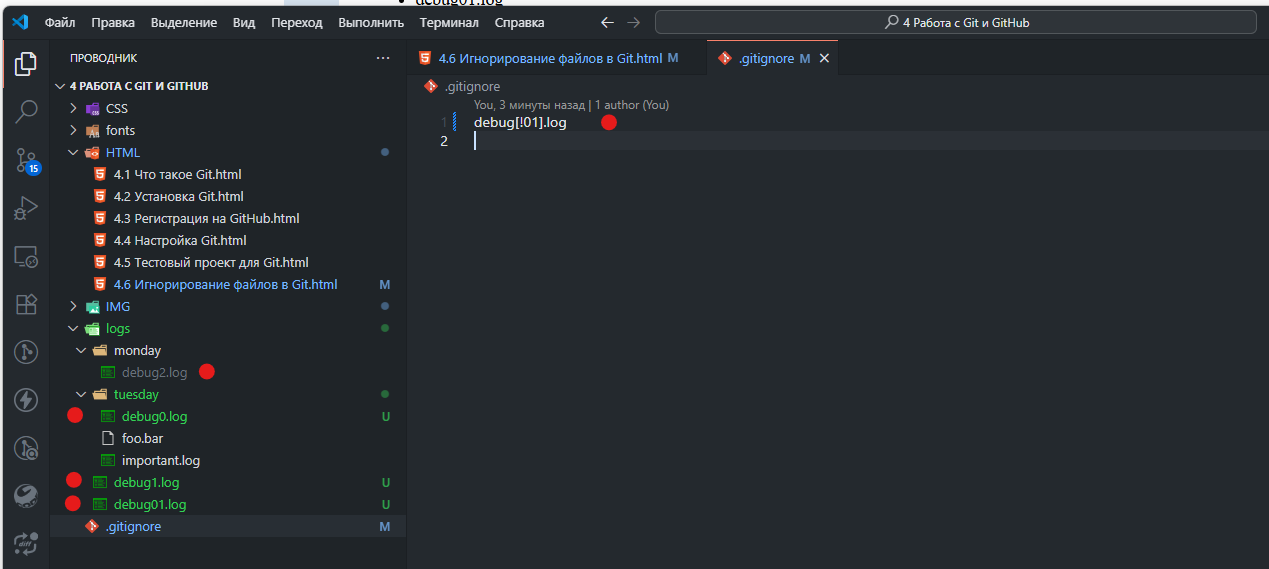 debug01.log
Файл Правка Выделение Вид Переход Выполнить Терминал Справка 4 Работа с Git и GitHub
ПРОВОДНИК
4 РАБОТА С GIT И GITHUB
CSS
fonts
HTML
4.1 Что такое Git.html
4.2 Установка Git.html
4.3 Регистрация на GitHub.html
4.4 Настройка Git.html
4.5 Тестовый проект для Git.html
4.6 Игнорирование файлов в Git.html M
IMG
logs
monday
debug2.log
tuesday
debug0.log U
foo.bar
important.log
debug1.log U
debug01.log U
.gitignore M
15
4.6 Игнорирование файлов в Git.html M .gitignore M
.gitignore
You, 3 минуты назад | 1 author (You)
1 debug[!01].log
2